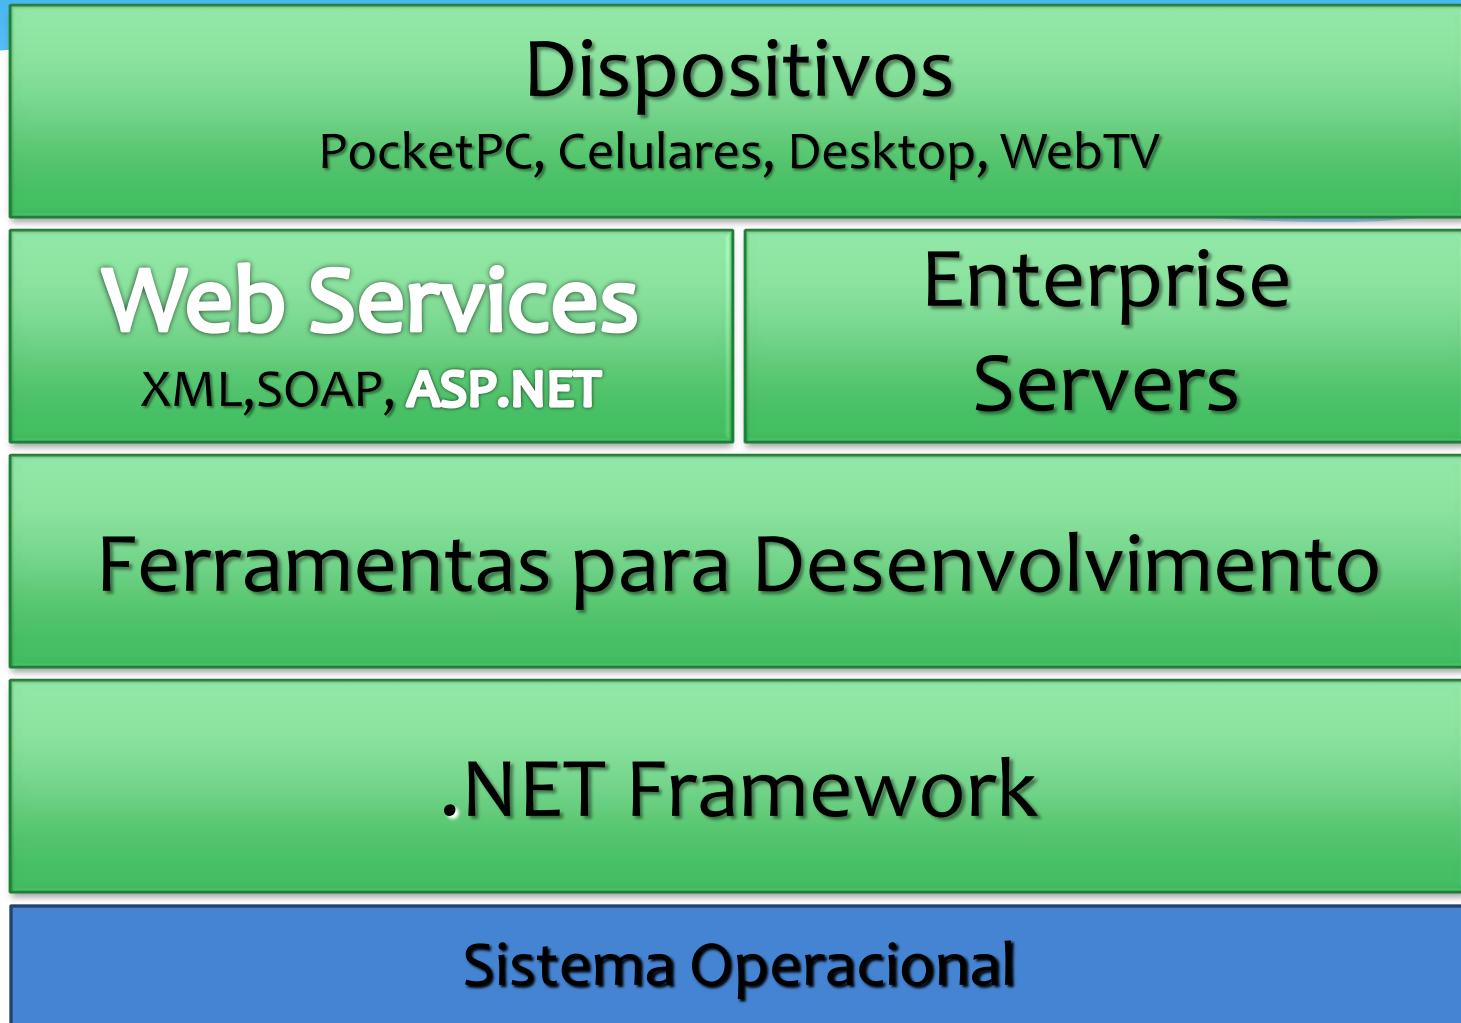 Dispositivos
PocketPC, Celulares, Desktop, WebTV
Web Services
XML,SOAP, ASP.NET
Enterprise
Servers
Ferramentas para Desenvolvimento
.NET Framework
Sistema Operacional